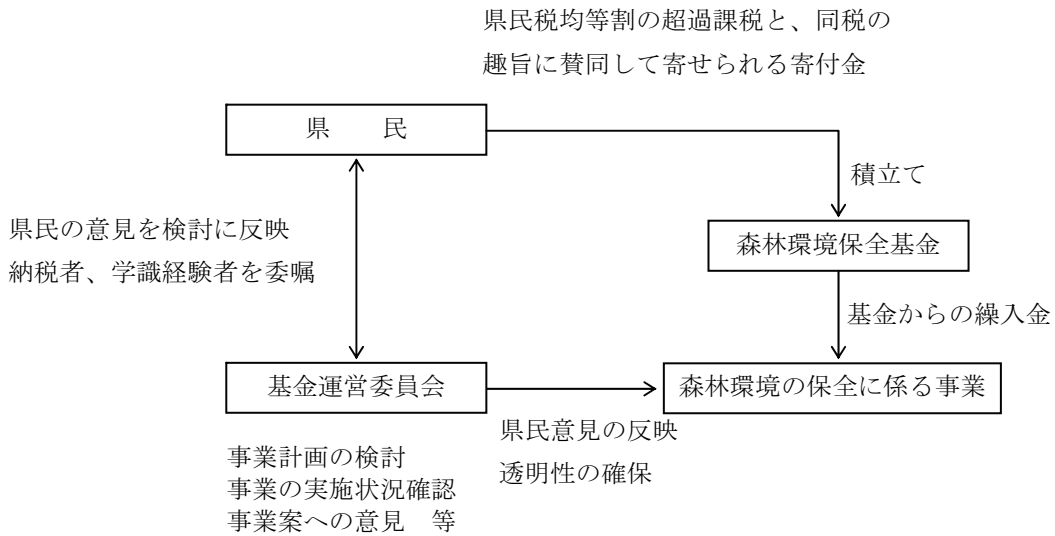 県民税均等割の超過課税と、同税の
趣旨に賛同して寄せられる寄付金
県　　民
積立て
県民の意見を検討に反映
納税者、学識経験者を委嘱
森林環境保全基金
基金からの繰入金
基金運営委員会
森林環境の保全に係る事業
県民意見の反映
透明性の確保
事業計画の検討
事業の実施状況確認
事業案への意見　等